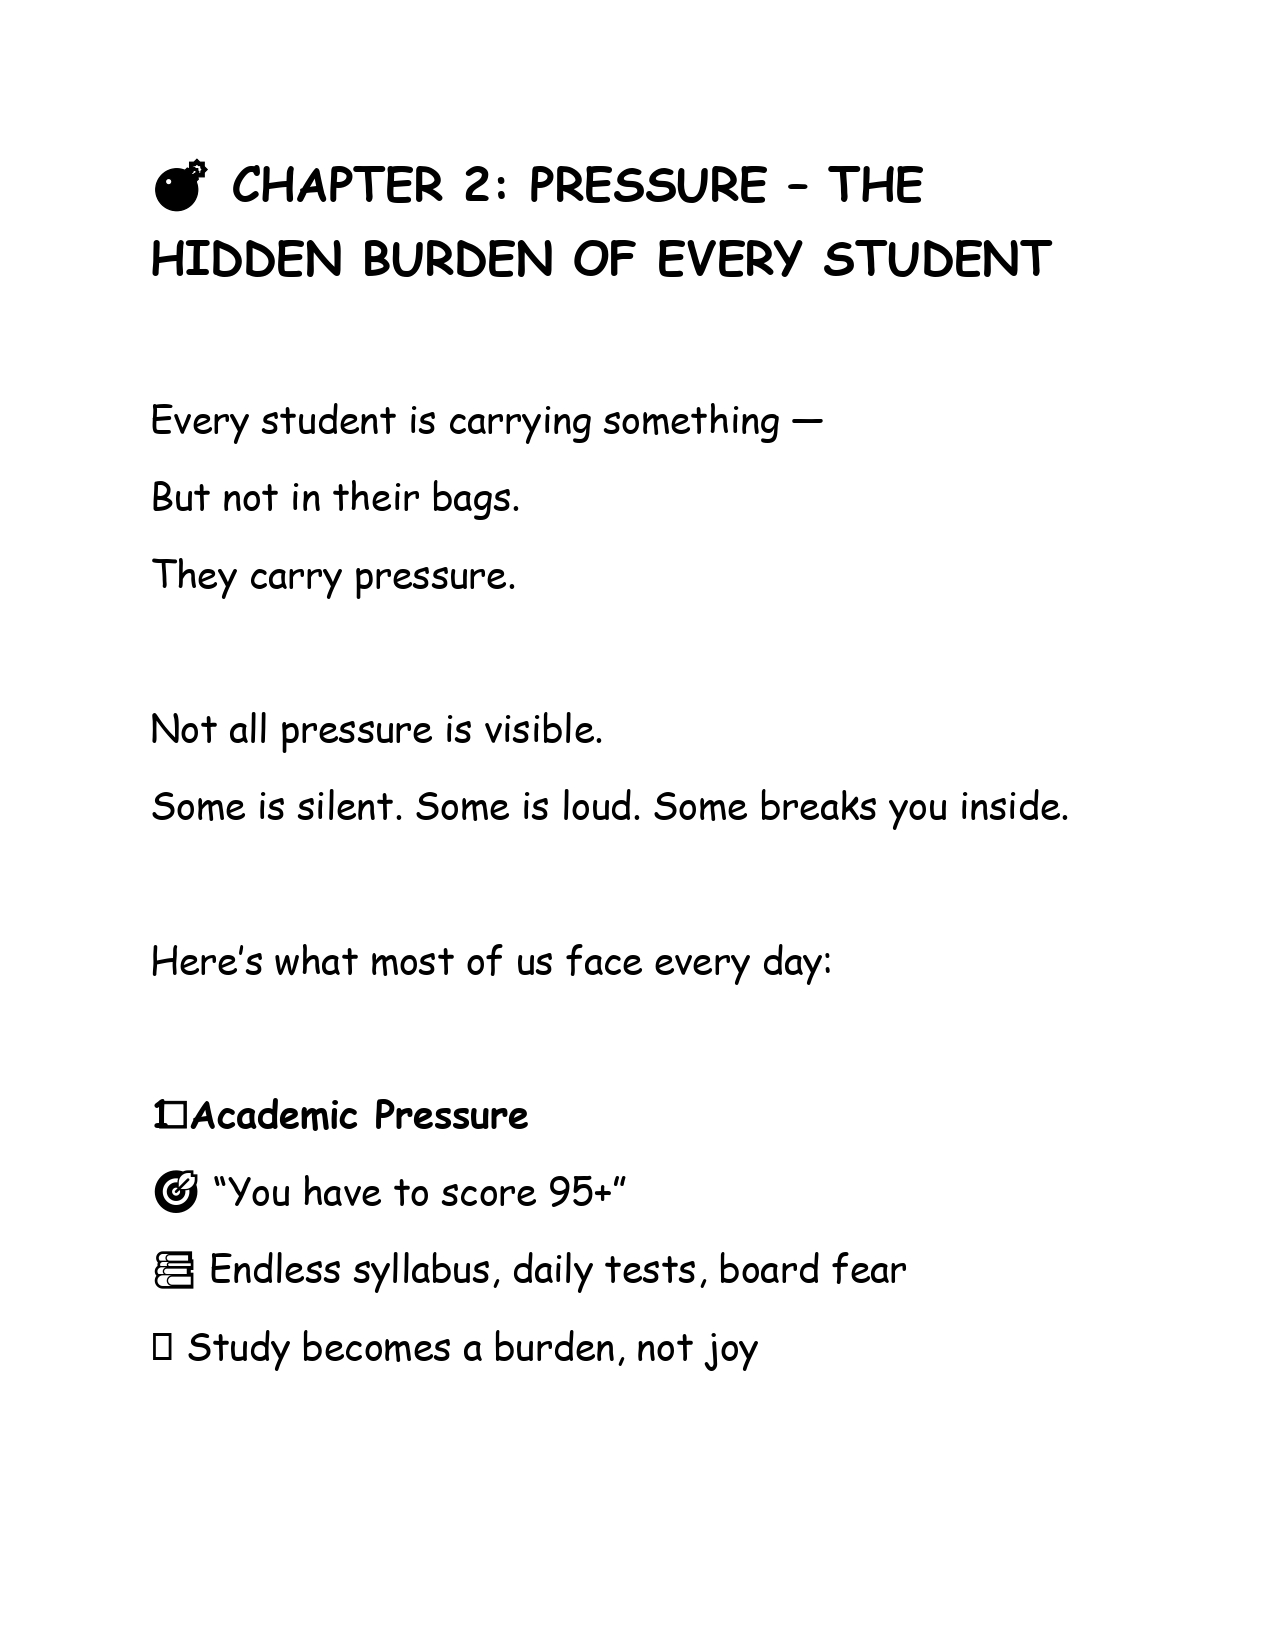 💣 CHAPTER 2: PRESSURE – THE
HIDDEN BURDEN OF EVERY STUDENT
Every student is carrying something —
But not in their bags.
They carry pressure.
Not all pressure is visible.
Some is silent. Some is loud. Some breaks you inside.
Here’s what most of us face every day:
1□Academic Pressure
🎯 “You have to score 95+”
📚 Endless syllabus, daily tests, board fear
□ Study becomes a burden, not joy